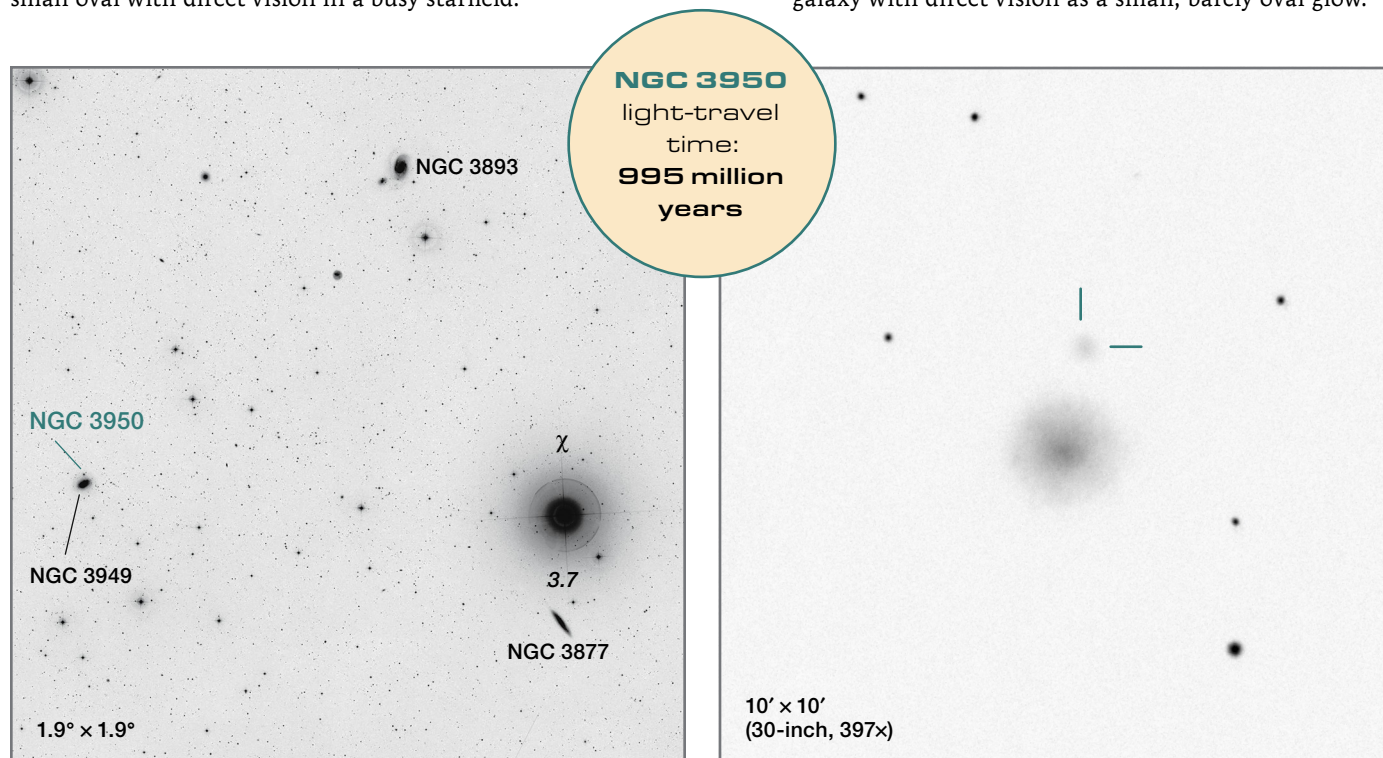 small oval with direct vision in a busy starfield.
galaxy with direct vision as a small, barely oval glow.
NGC 3950
light-travel
time:
995 million
years
NGC 3893
NGC 3950
χ
NGC 3949
3.7
NGC 3877
1.9° × 1.9°
10′ × 10′
(30-inch, 397×)